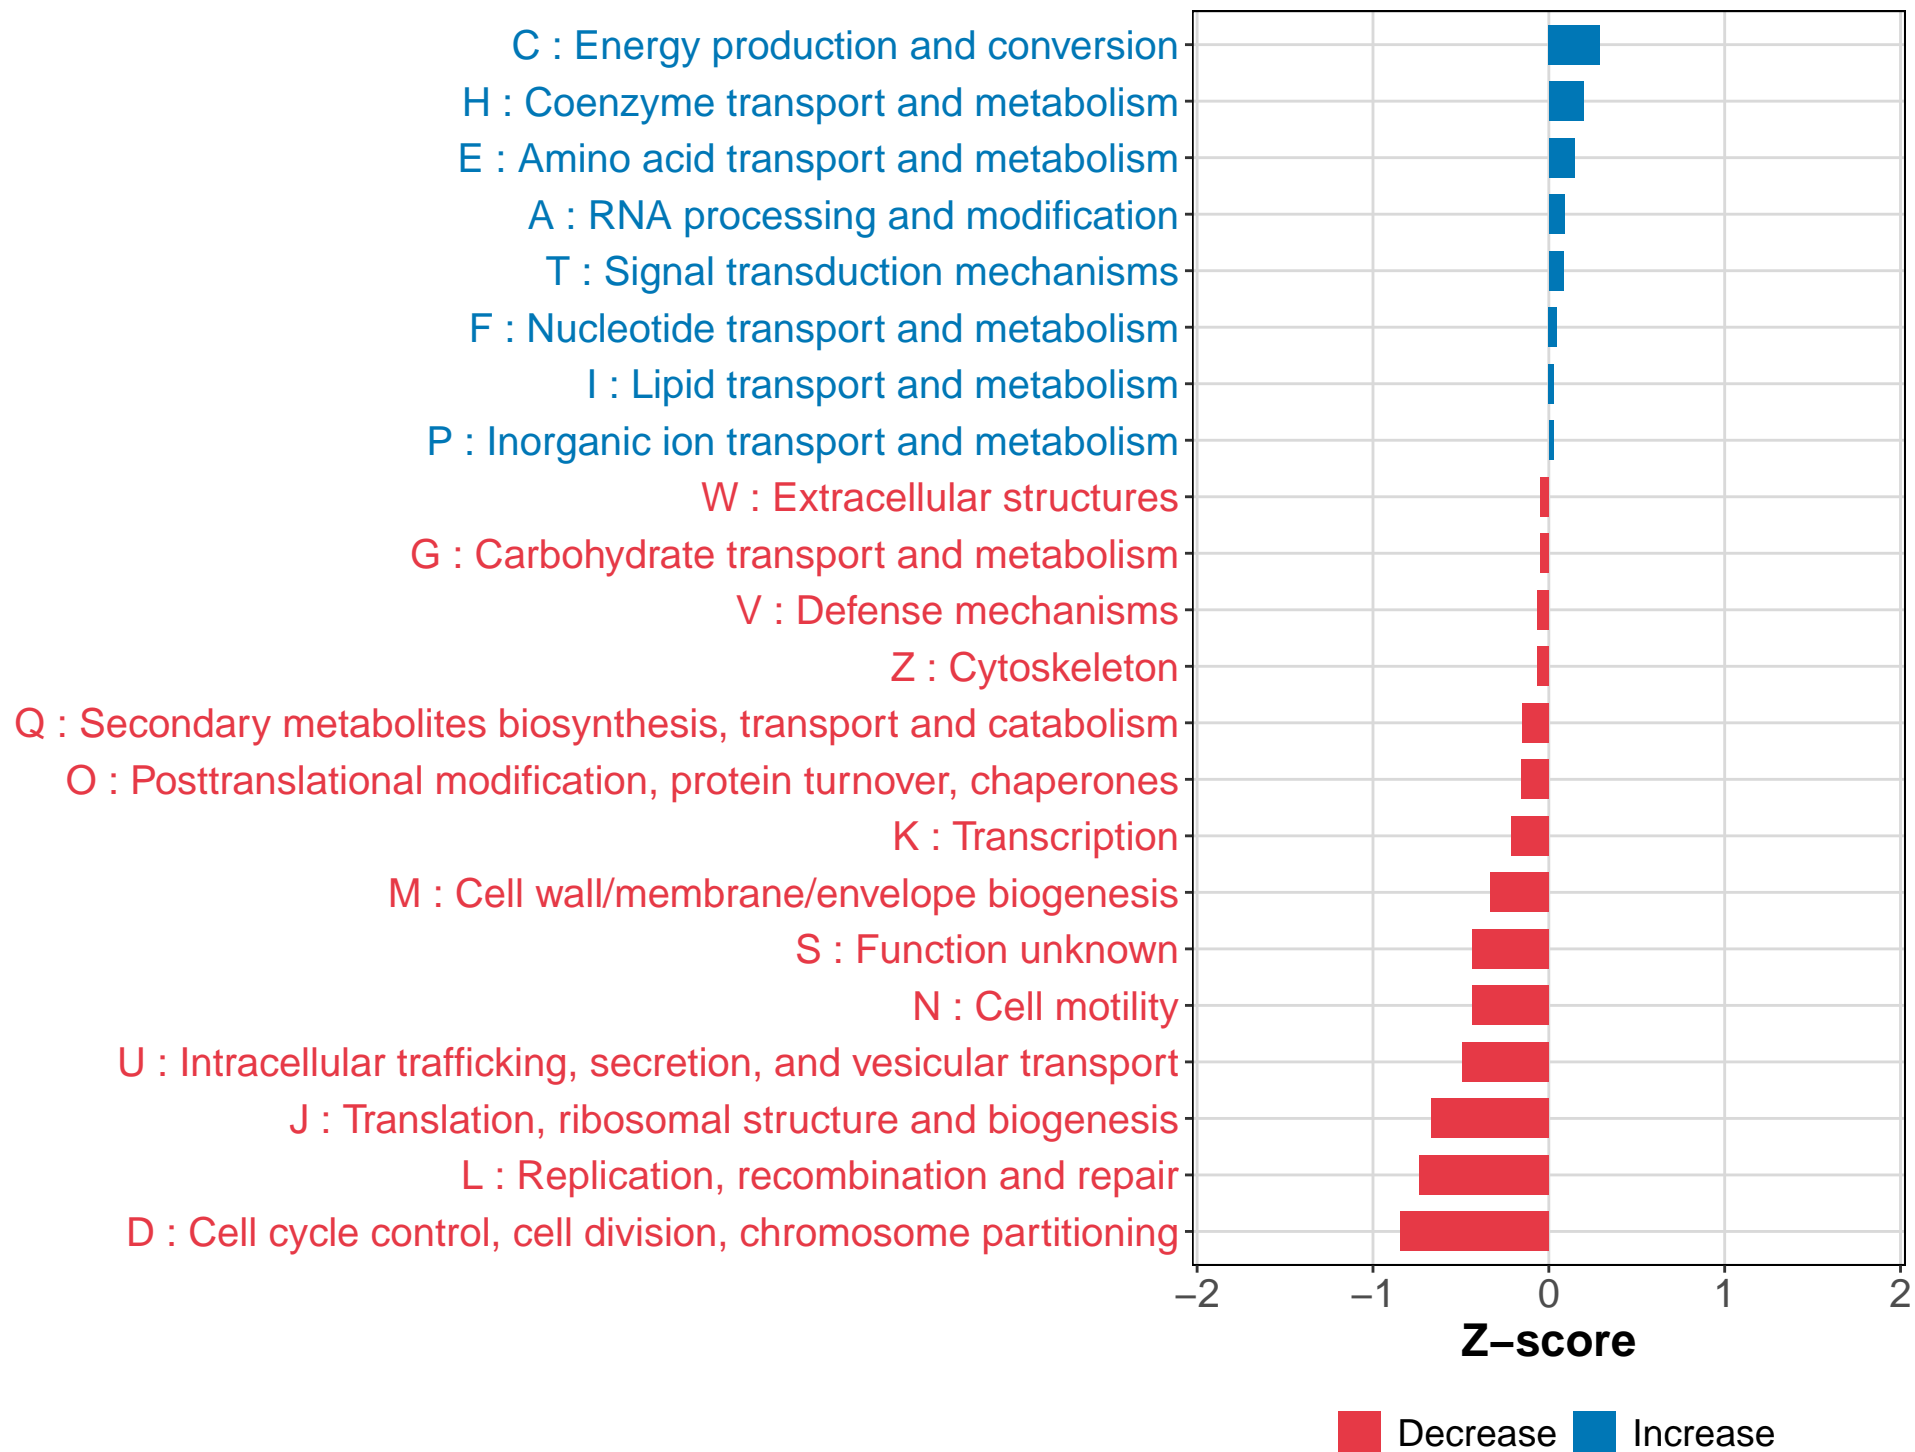 C : Energy production and conversion
H : Coenzyme transport and metabolism
E : Amino acid transport and metabolism
A : RNA processing and modification
T : Signal transduction mechanisms
F : Nucleotide transport and metabolism
I : Lipid transport and metabolism
P : Inorganic ion transport and metabolism
W : Extracellular structures
G : Carbohydrate transport and metabolism
V : Defense mechanisms
Z : Cytoskeleton
Q : Secondary metabolites biosynthesis, transport and catabolism
O : Posttranslational modification, protein turnover, chaperones
K : Transcription
M : Cell wall/membrane/envelope biogenesis
S : Function unknown
N : Cell motility
U : Intracellular trafficking, secretion, and vesicular transport
J : Translation, ribosomal structure and biogenesis
L : Replication, recombination and repair
D : Cell cycle control, cell division, chromosome partitioning
−2 −1 0 1 2
Z−score
Decrease Increase